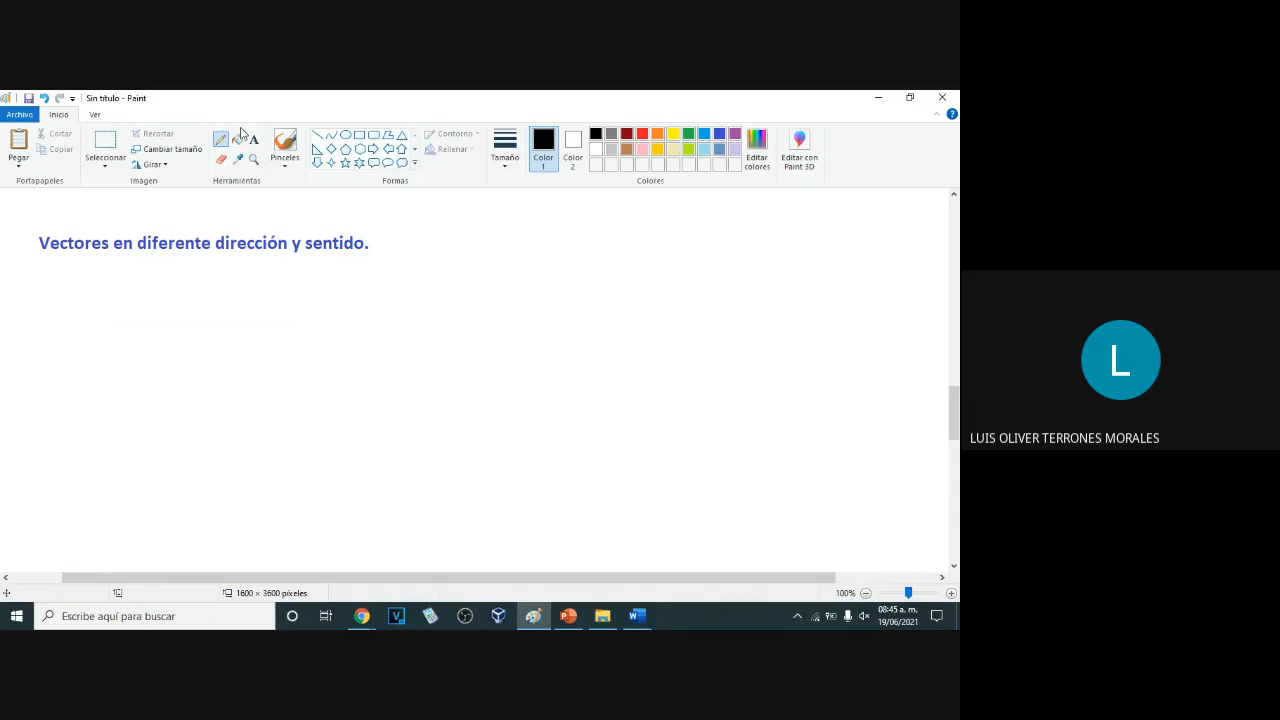 Sin título - Paint
Archivo Inicio Ver
Pegar
Cortar
Copiar
Portapapeles
Seleccionar
Recortar
Cambiar tamaño
Girar
Imagen
A
Herramientas
Pinceles
Contorno
Rellenar
Formas
Tamaño
Color 1
Color 2
Colores
Editar colores
Editar con Paint 3D
Vectores en diferente dirección y sentido.
1600 × 3600 píxeles
100%
Escribe aquí para buscar
08:45 a. m.
19/06/2021
L
LUIS OLIVER TERRONES MORALES